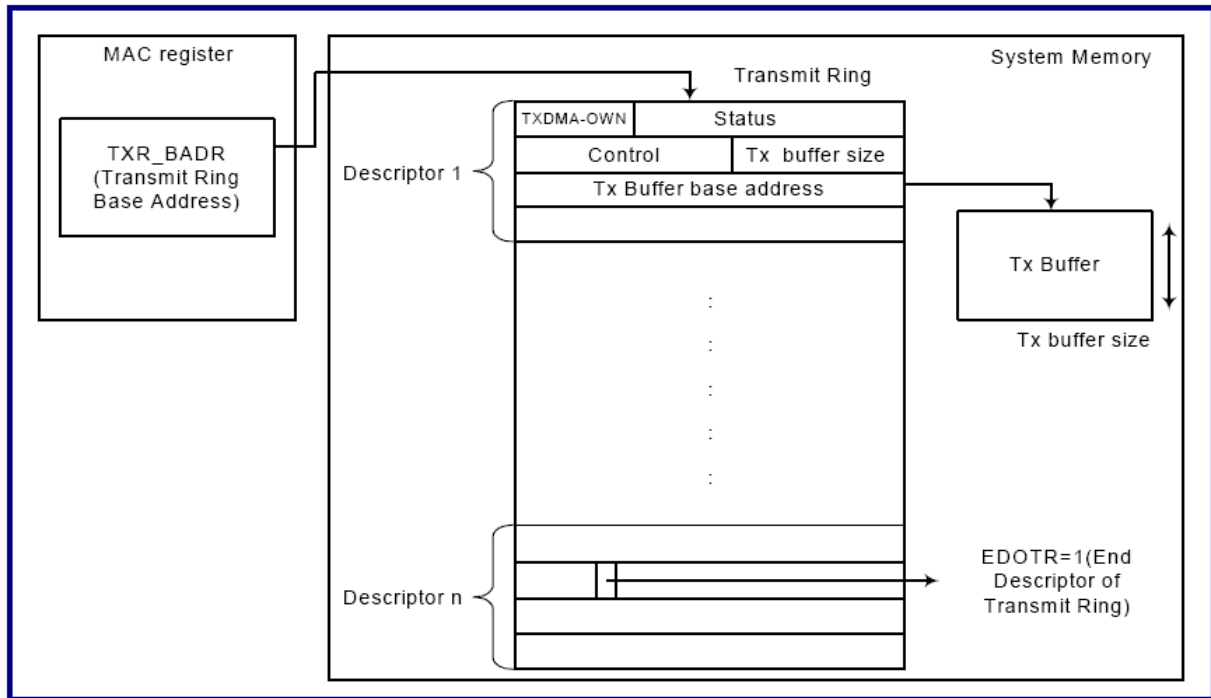 MAC register
System Memory
Transmit Ring
TXR_BADR
(Transmit Ring
Base Address)
TXDMA-OWN
Status
Descriptor 1
Control
Tx buffer size
Tx Buffer base address
Tx Buffer
Tx buffer size
:
:
:
:
:
Descriptor n
EDOTR=1(End
Descriptor of
Transmit Ring)